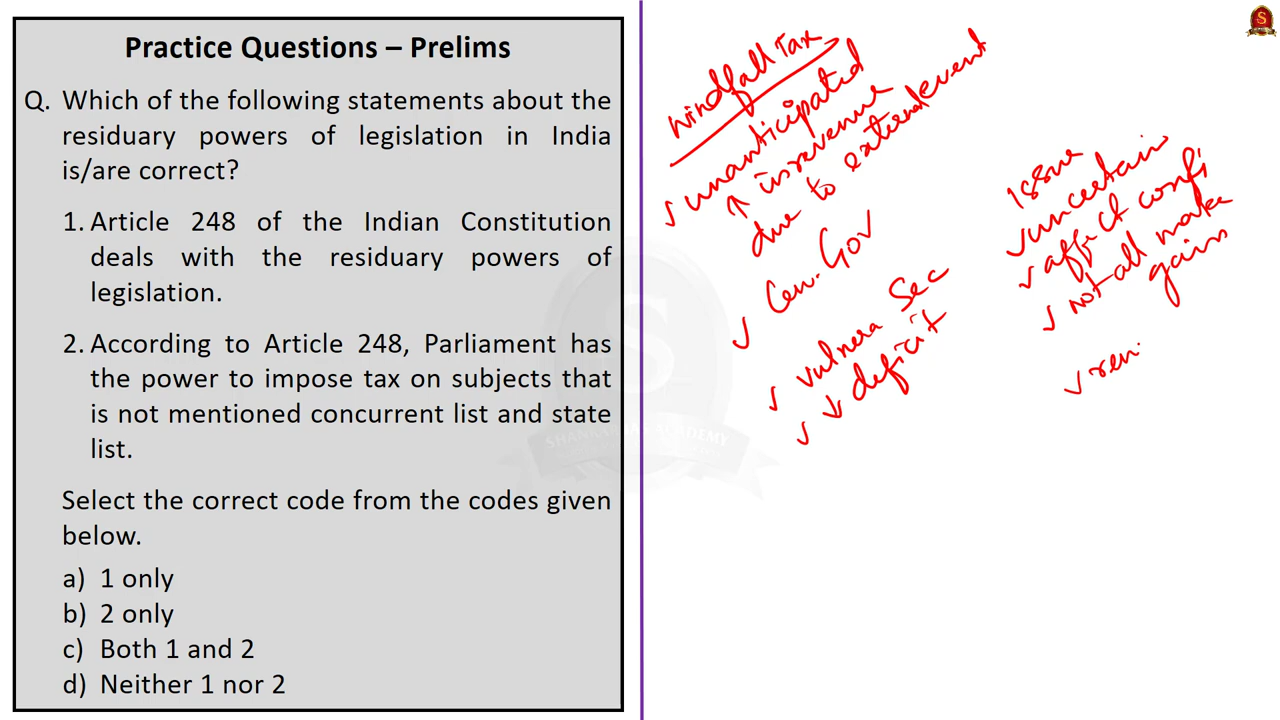 Practice Questions – Prelims
Q. Which of the following statements about the
residuary powers of legislation in India
is/are correct?
1. Article 248 of the Indian Constitution
deals with the residuary powers of
legislation.
2. According to Article 248, Parliament has
the power to impose tax on subjects that
is not mentioned concurrent list and state
list.
Select the correct code from the codes given
below.
a) 1 only
b) 2 only
c) Both 1 and 2
d) Neither 1 nor 2
Windfall Tax
✓ unanticipated
↑ in revenue
due to external event
✓ Cen. Gov
✓ vulnera Sec
✓ ↓ deficit
Issue
✓ uncertain
✓ affect confi
✓ not all make
gains
✓ ren.
S
ACADEMY